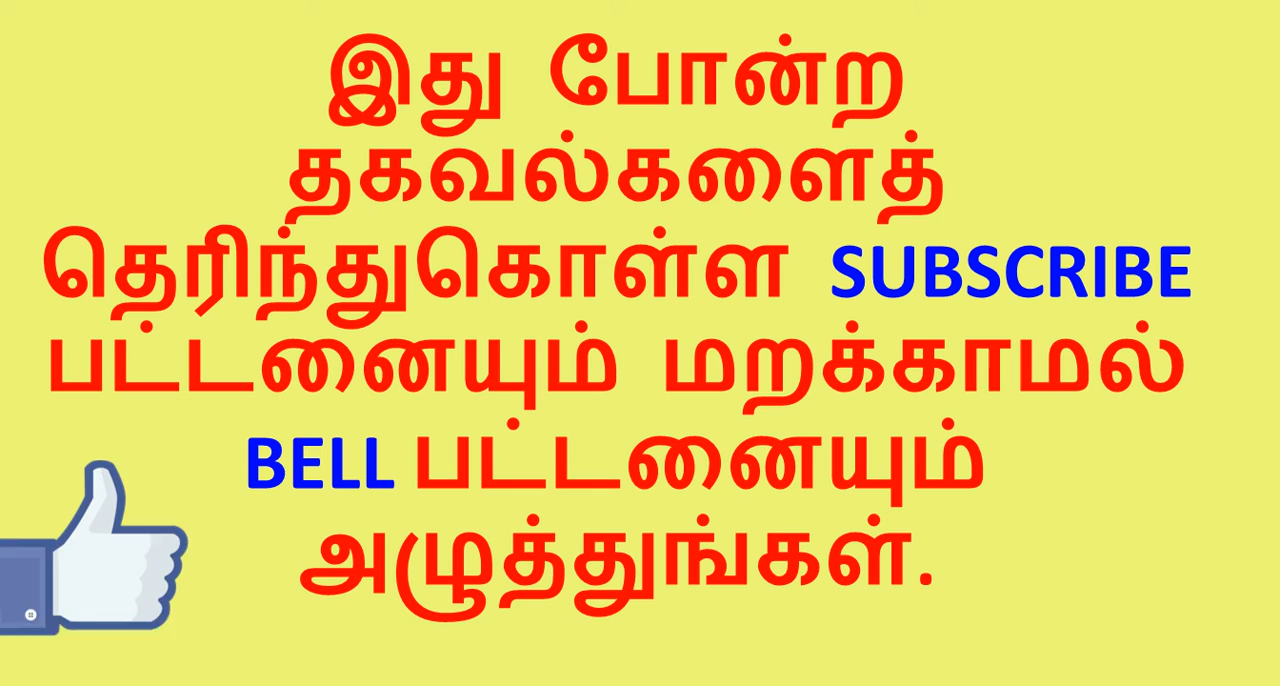 இது போன்ற
தகவல்களைத்
தெரிந்துகொள்ள SUBSCRIBE
பட்டனையும் மறக்காமல்
BELL பட்டனையும்
அழுத்துங்கள்.